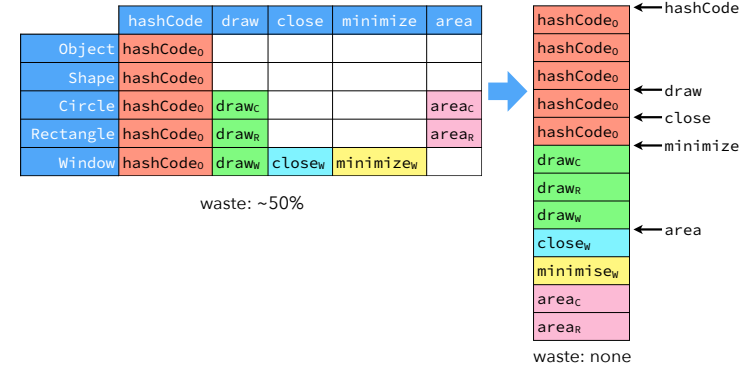 hashCode draw close minimize area
Object hashCodeO
Shape hashCodeO
Circle hashCodeO drawC areaC
Rectangle hashCodeO drawR areaR
Window hashCodeO drawW closeW minimizeW
waste: ~50%
hashCodeO hashCode
hashCodeO
hashCodeO
hashCodeO draw
hashCodeO close
minimize
drawC
drawR
drawW
closeW area
minimiseW
areaC
areaR
waste: none